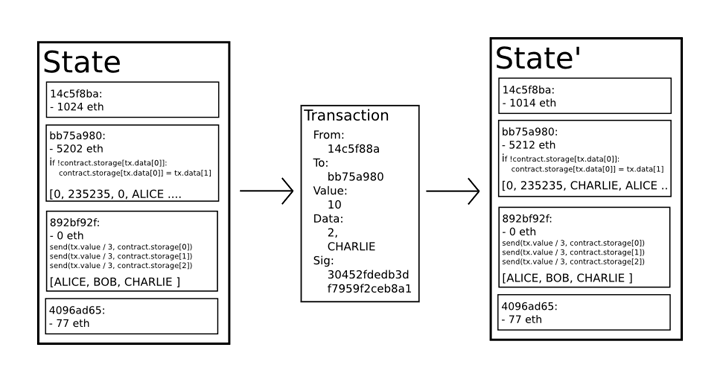 State
14c5f8ba:
- 1024 eth
bb75a980:
- 5202 eth
if !contract.storage[tx.data[0]]:
contract.storage[tx.data[0]] = tx.data[1]
[0, 235235, 0, ALICE ....
892bf92f:
- 0 eth
send(tx.value / 3, contract.storage[0])
send(tx.value / 3, contract.storage[1])
send(tx.value / 3, contract.storage[2])
[ALICE, BOB, CHARLIE ]
4096ad65:
- 77 eth
Transaction
From:
14c5f88a
To:
bb75a980
Value:
10
Data:
2,
CHARLIE
Sig:
30452fdedb3d
f7959f2ceb8a1
State'
14c5f8ba:
- 1014 eth
bb75a980:
- 5212 eth
if !contract.storage[tx.data[0]]:
contract.storage[tx.data[0]] = tx.data[1]
[0, 235235, CHARLIE, ALICE ..
892bf92f:
- 0 eth
send(tx.value / 3, contract.storage[0])
send(tx.value / 3, contract.storage[1])
send(tx.value / 3, contract.storage[2])
[ALICE, BOB, CHARLIE ]
4096ad65:
- 77 eth